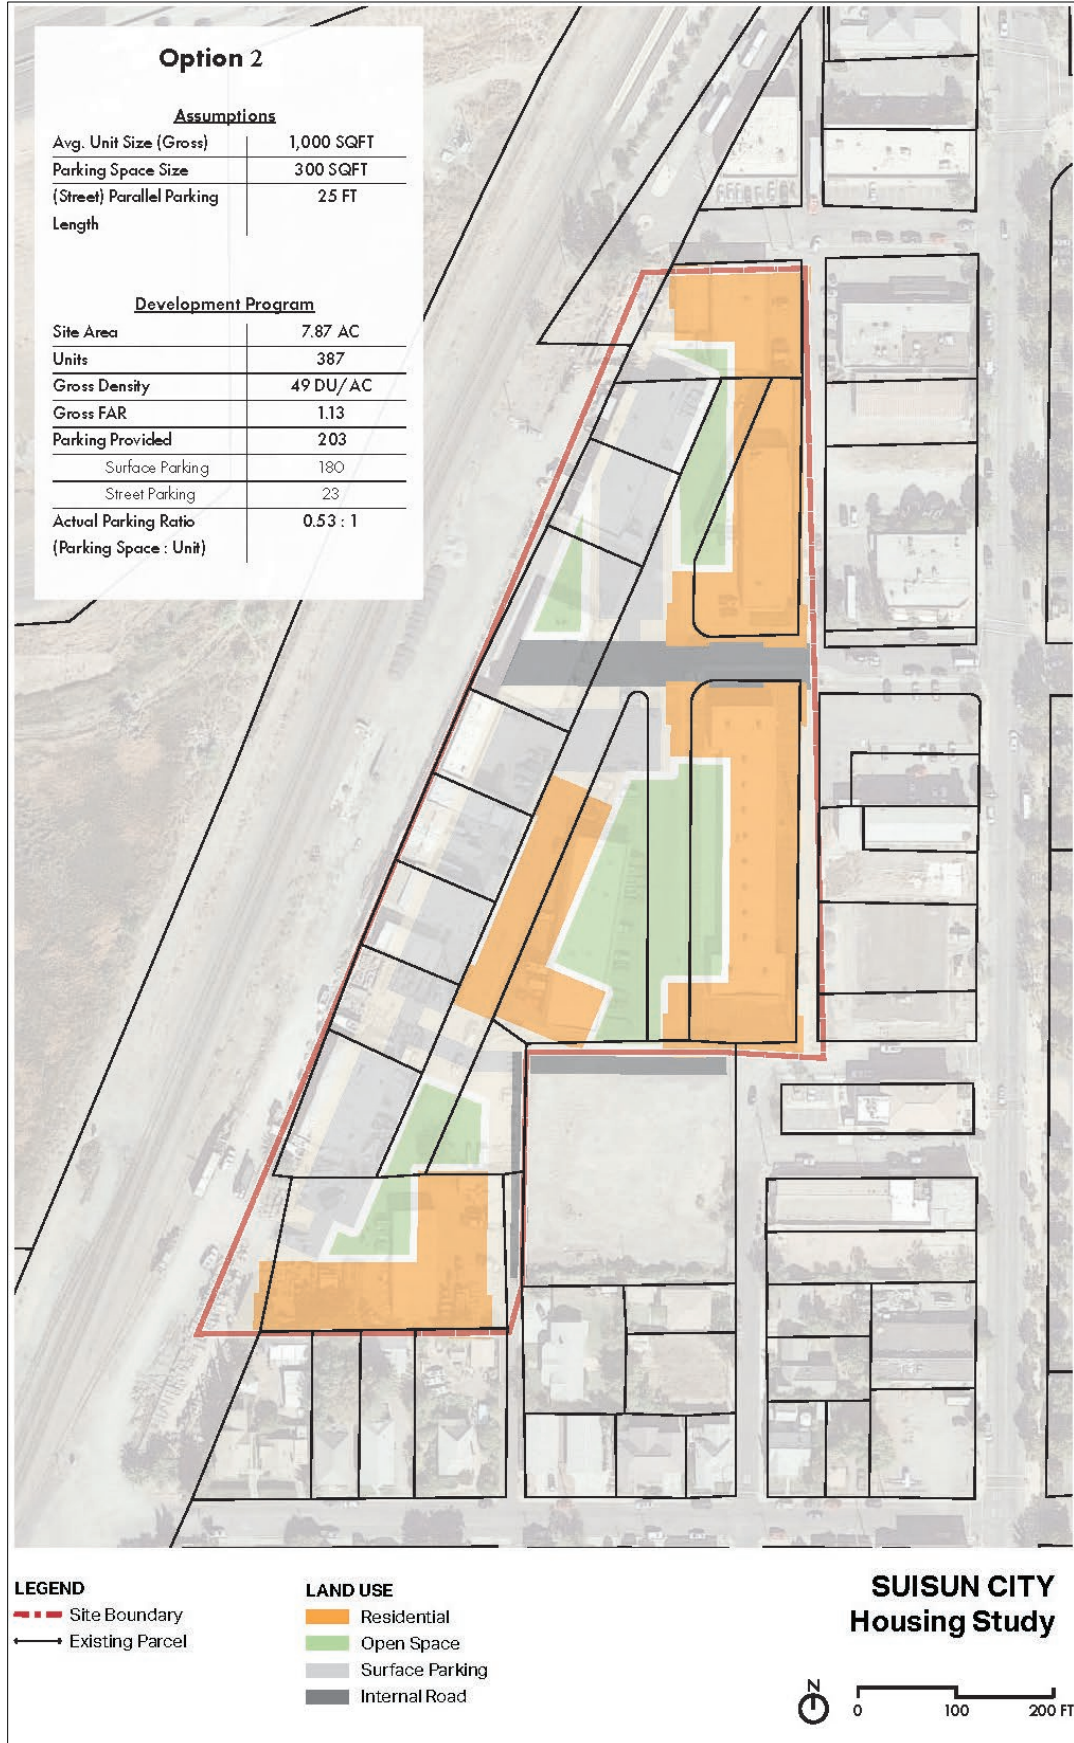 Option 2
Assumptions
Avg. Unit Size (Gross) 1,000 SQFT
Parking Space Size 300 SQFT
(Street) Parallel Parking 25 FT
Length
Development Program
Site Area 7.87 AC
Units 387
Gross Density 49 DU/AC
Gross FAR 1.13
Parking Provided 203
Surface Parking 180
Street Parking 23
Actual Parking Ratio 0.53 : 1
(Parking Space : Unit)
LEGEND
Site Boundary
Existing Parcel
LAND USE
Residential
Open Space
Surface Parking
Internal Road
SUISUN CITY
Housing Study
N
0 100 200 FT